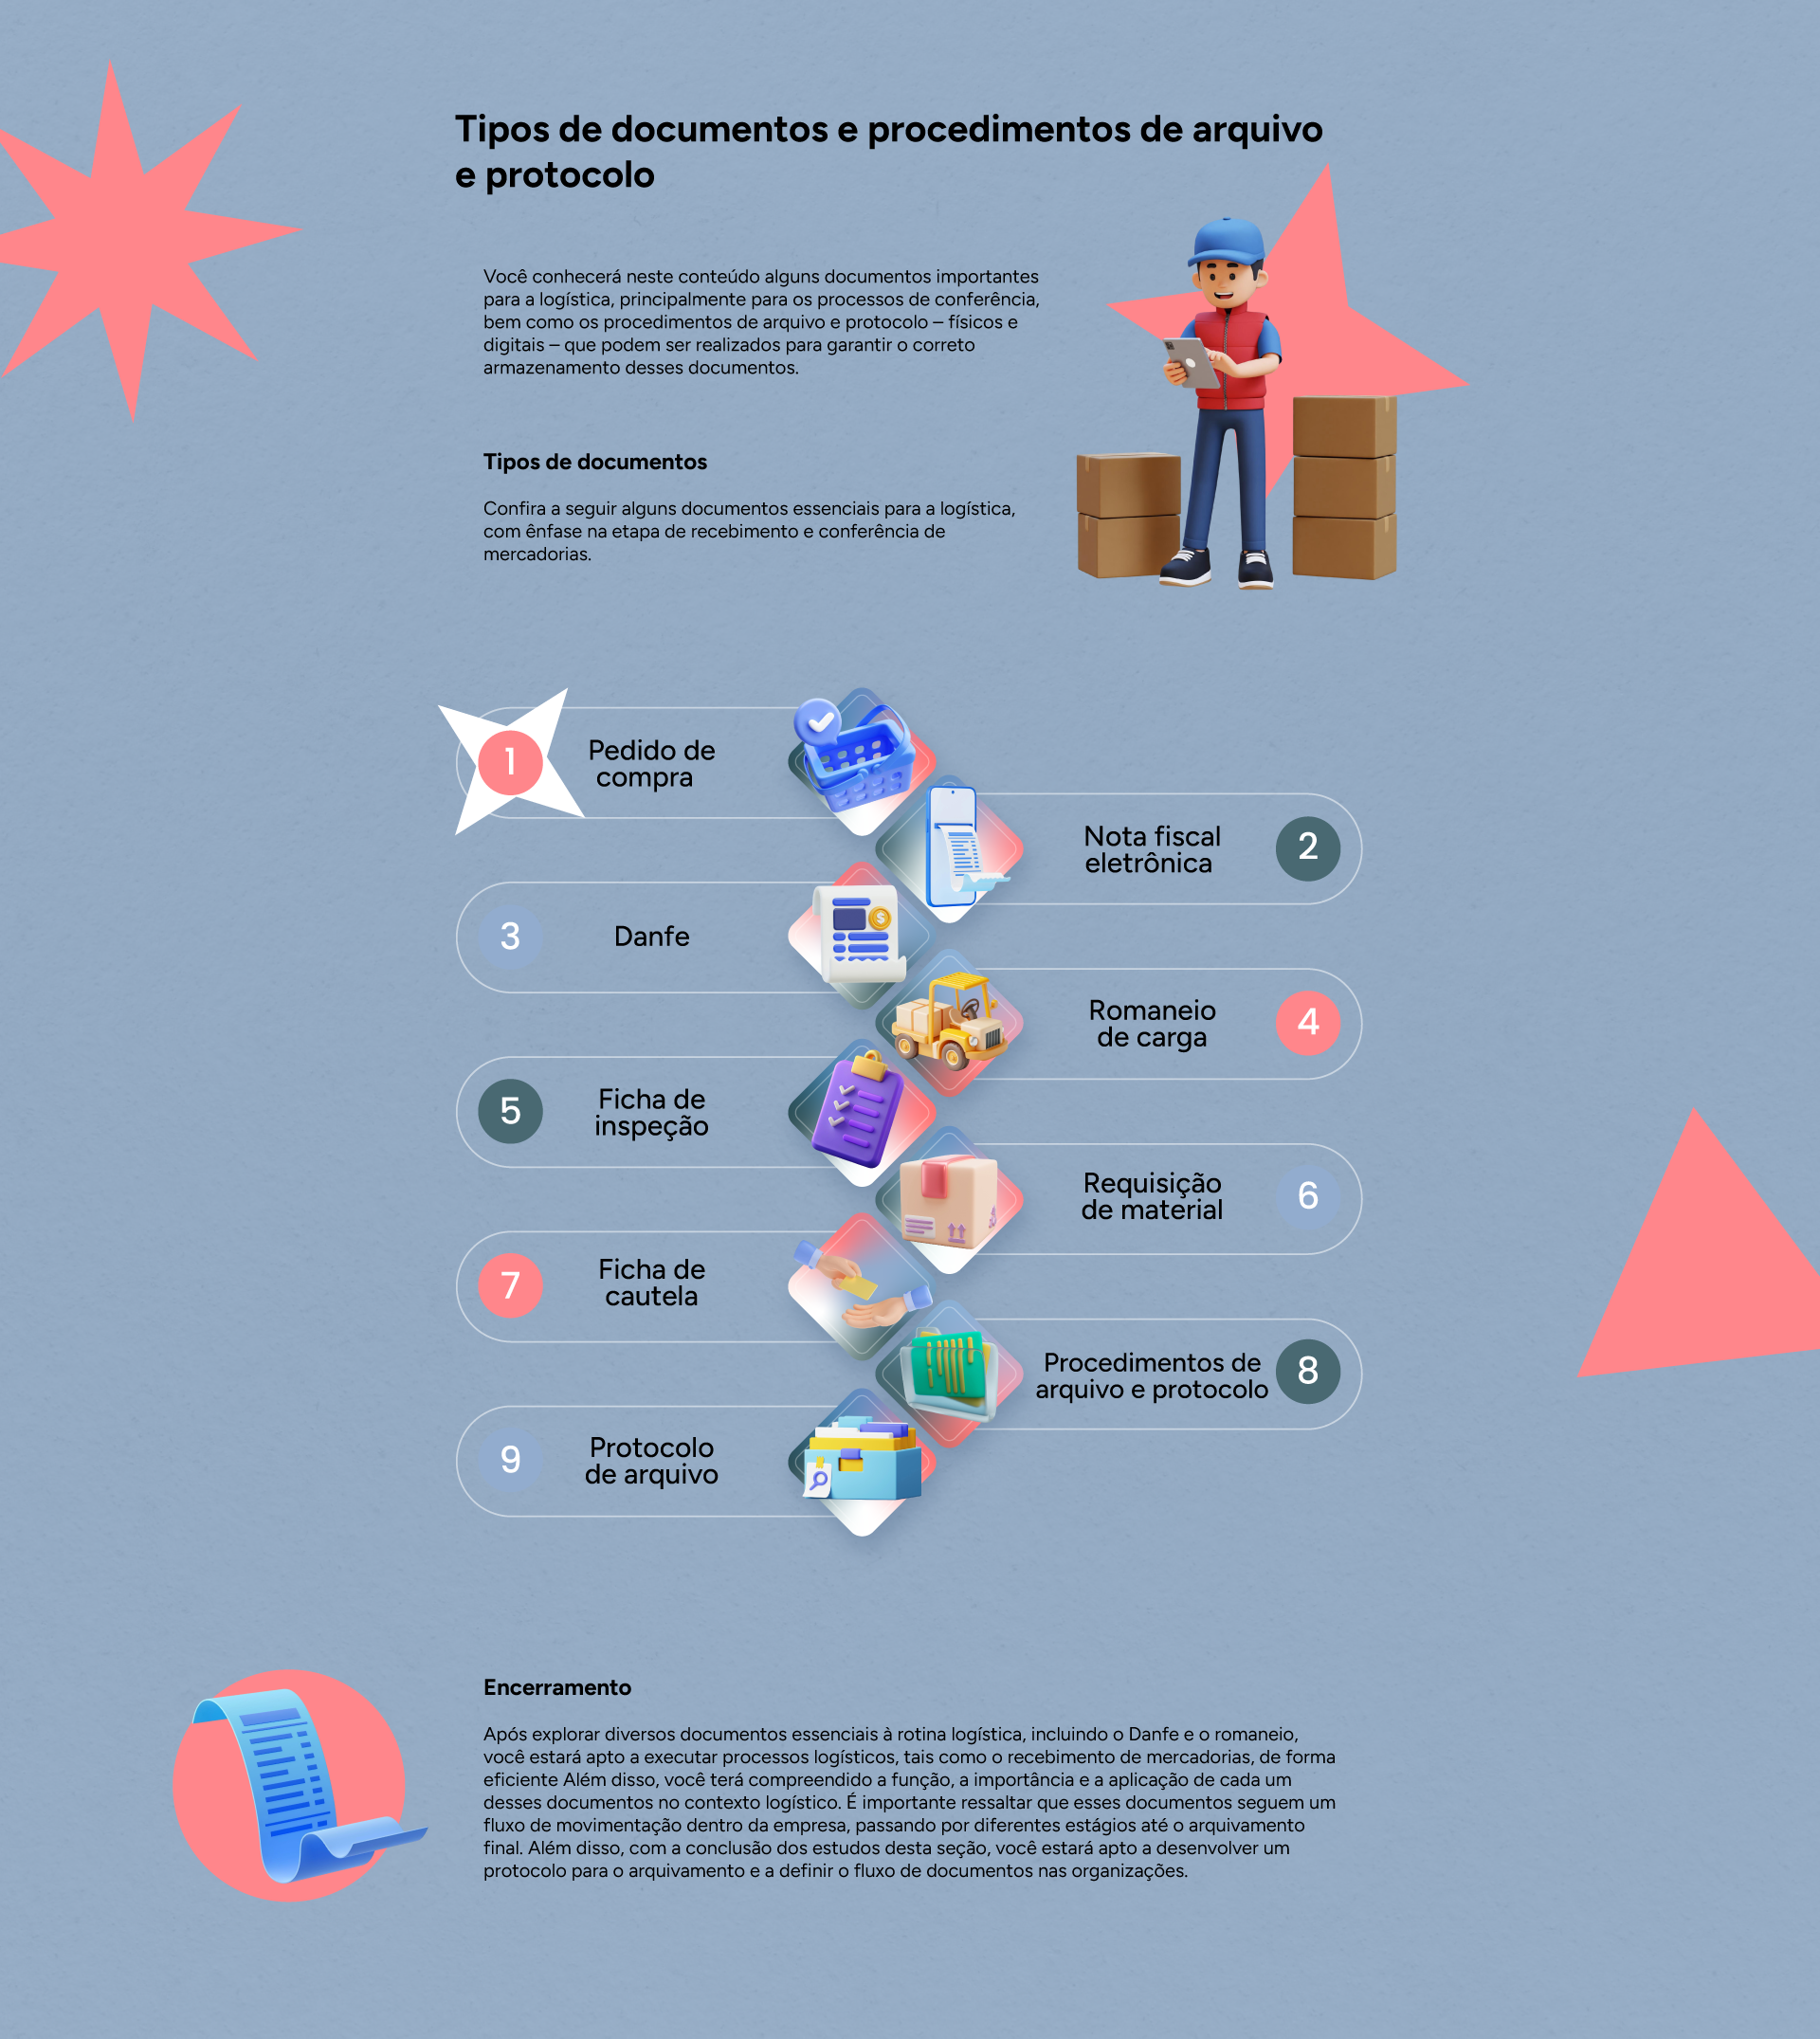 Tipos de documentos e procedimentos de arquivo
e protocolo
Você conhecerá neste conteúdo alguns documentos importantes
para a logística, principalmente para os processos de conferência,
bem como os procedimentos de arquivo e protocolo – físicos e
digitais – que podem ser realizados para garantir o correto
armazenamento desses documentos.
Tipos de documentos
Confira a seguir alguns documentos essenciais para a logística,
com ênfase na etapa de recebimento e conferência de
mercadorias.
1
Pedido de
compra
Nota fiscal
eletrônica
2
3
Danfe
Romaneio
de carga
4
5
Ficha de
inspeção
Requisição
de material
6
7
Ficha de
cautela
Procedimentos de
arquivo e protocolo
8
9
Protocolo
de arquivo
Encerramento
Após explorar diversos documentos essenciais à rotina logística, incluindo o Danfe e o romaneio,
você estará apto a executar processos logísticos, tais como o recebimento de mercadorias, de forma
eficiente Além disso, você terá compreendido a função, a importância e a aplicação de cada um
desses documentos no contexto logístico. É importante ressaltar que esses documentos seguem um
fluxo de movimentação dentro da empresa, passando por diferentes estágios até o arquivamento
final. Além disso, com a conclusão dos estudos desta seção, você estará apto a desenvolver um
protocolo para o arquivamento e a definir o fluxo de documentos nas organizações.